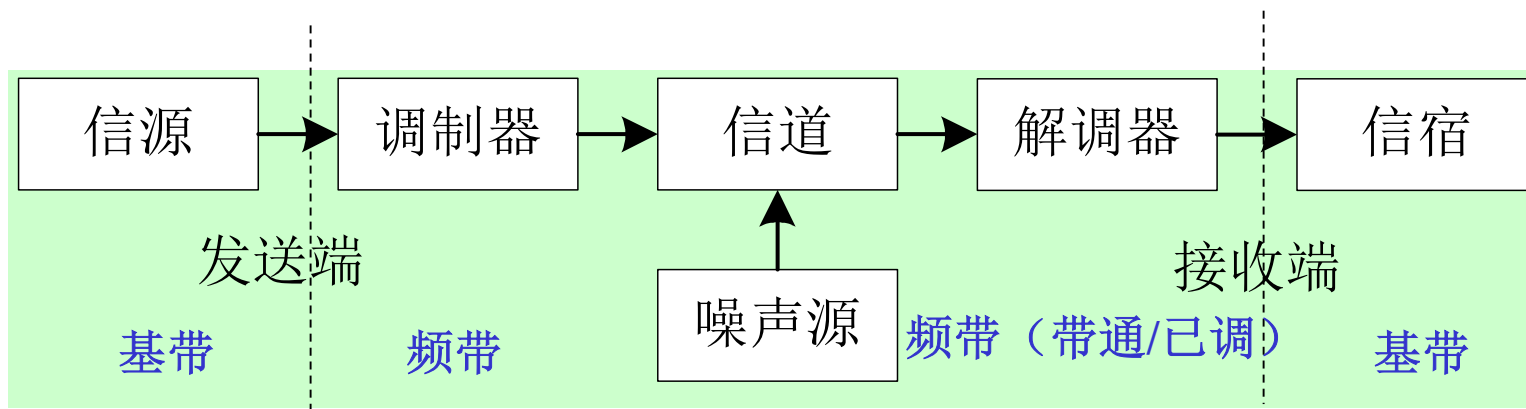 信源
调制器
信道
解调器
信宿
发送端
接收端
噪声源
基带
频带
频带（带通/已调）
基带